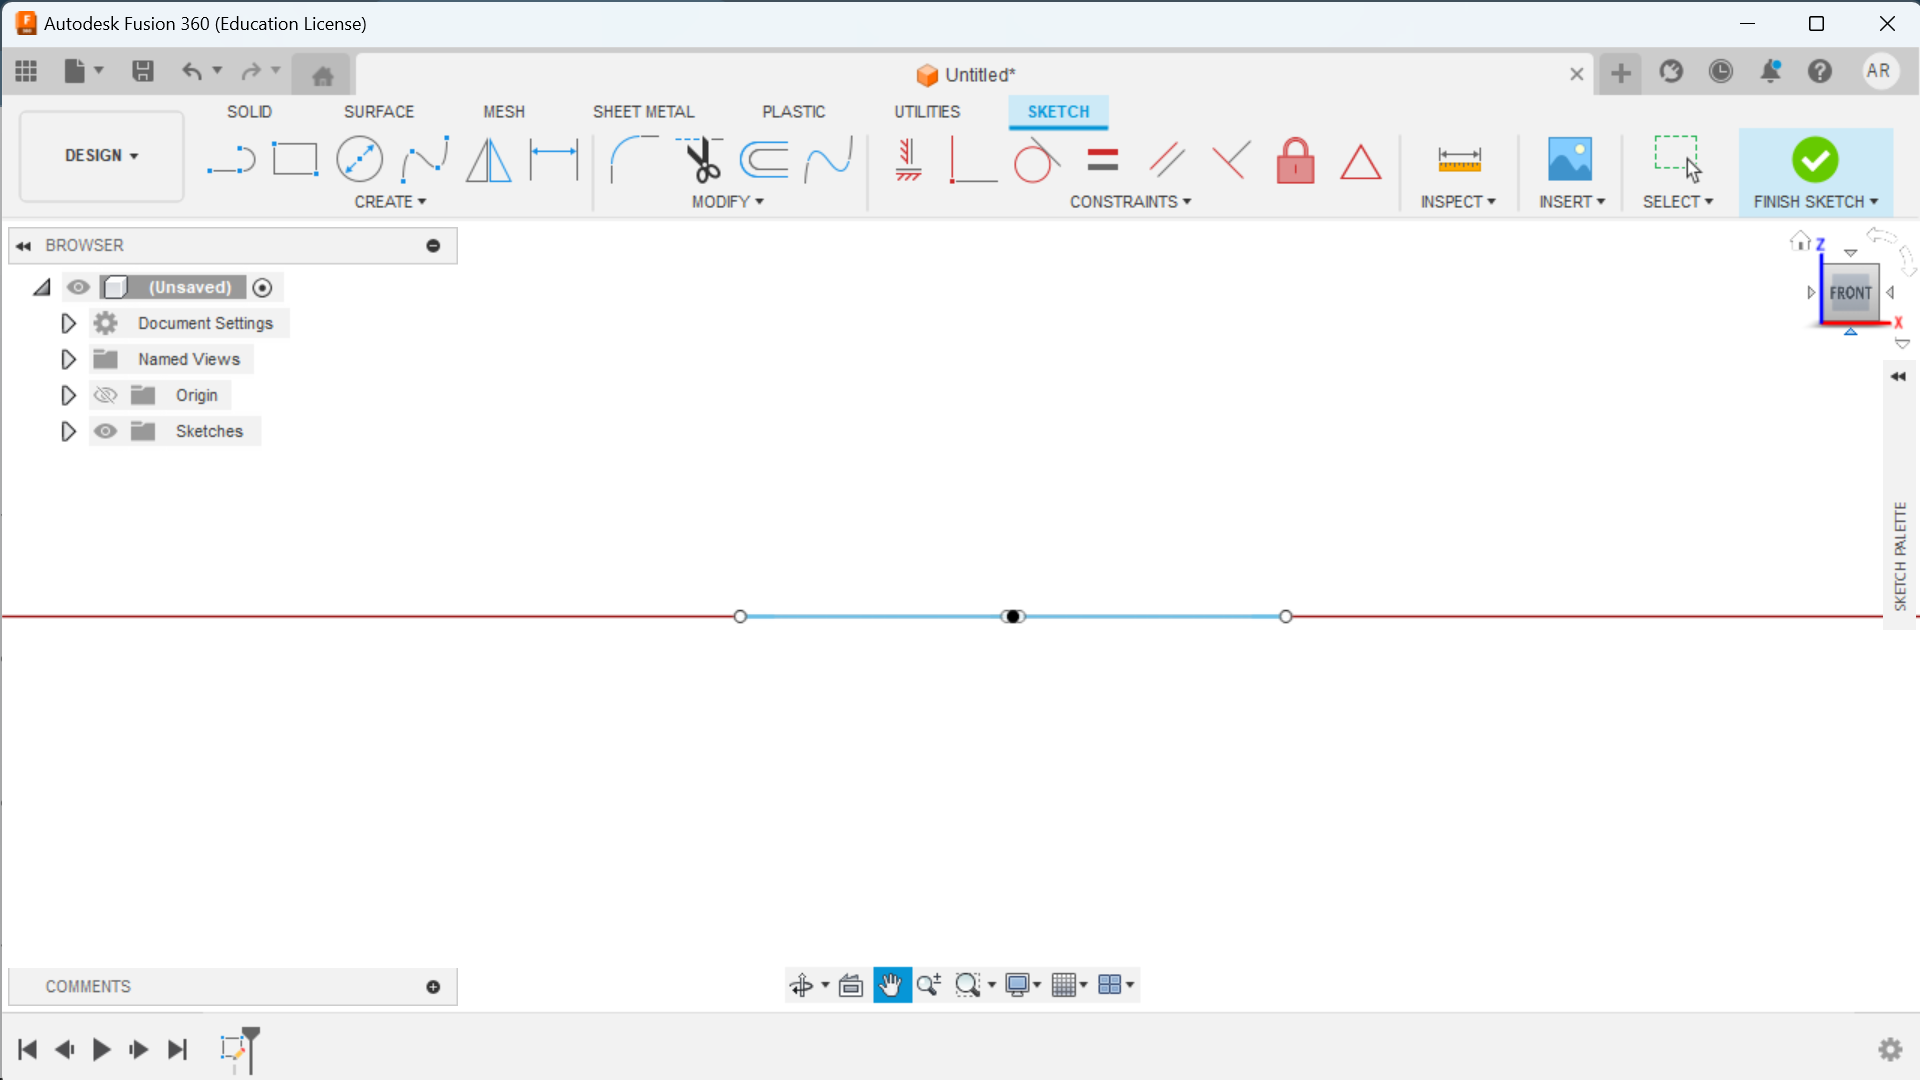 Autodesk Fusion 360 (Education License)
Untitled*
AR
SOLID SURFACE MESH SHEET METAL PLASTIC UTILITIES SKETCH
DESIGN
CREATE MODIFY CONSTRAINTS INSPECT INSERT SELECT FINISH SKETCH
BROWSER
(Unsaved)
Document Settings
Named Views
Origin
Sketches
Z
FRONT
X
SKETCH PALETTE
COMMENTS